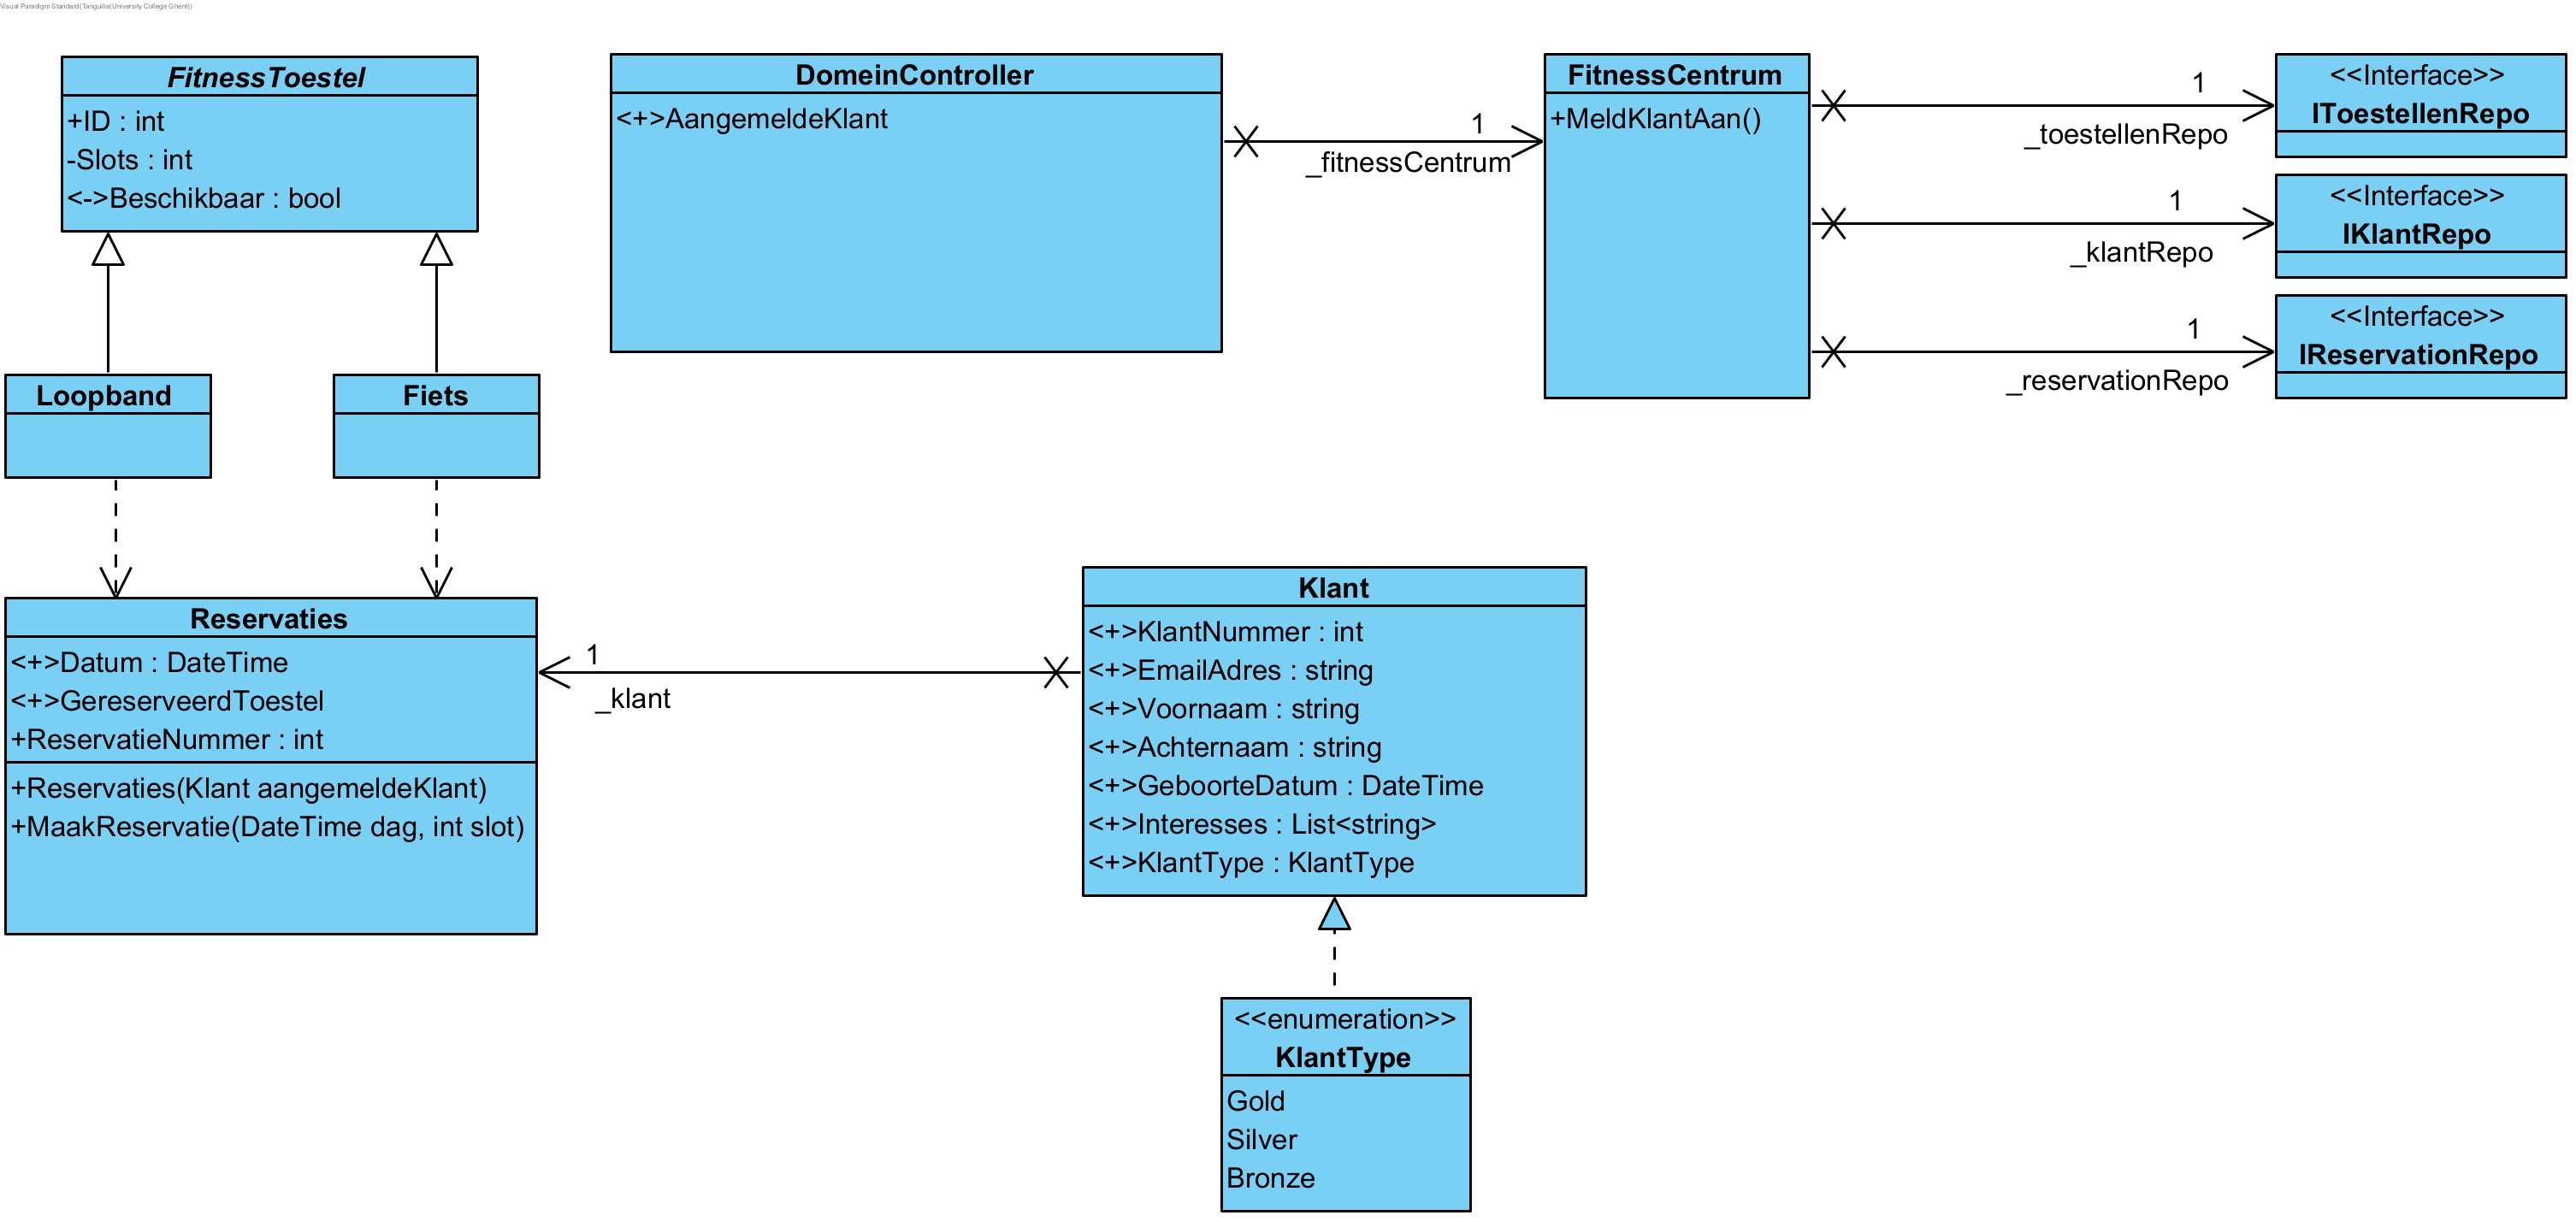 Visual Paradigm Standard(Tanguille(University College Ghent))
FitnessToestel
+ID : int
-Slots : int
<->Beschikbaar : bool
DomeinController
<+>AangemeldeKlant
1
_fitnessCentrum
FitnessCentrum
+MeldKlantAan()
1
_toestellenRepo
<<Interface>>
IToestellenRepo
1
_klantRepo
<<Interface>>
IKlantRepo
1
_reservationRepo
<<Interface>>
IReservationRepo
Loopband
Fiets
Reservaties
<+>Datum : DateTime
<+>GereserveerdToestel
+ReservatieNummer : int
+Reservaties(Klant aangemeldeKlant)
+MaakReservatie(DateTime dag, int slot)
1
_klant
Klant
<+>KlantNummer : int
<+>EmailAdres : string
<+>Voornaam : string
<+>Achternaam : string
<+>GeboorteDatum : DateTime
<+>Interesses : List<string>
<+>KlantType : KlantType
<<enumeration>>
KlantType
Gold
Silver
Bronze